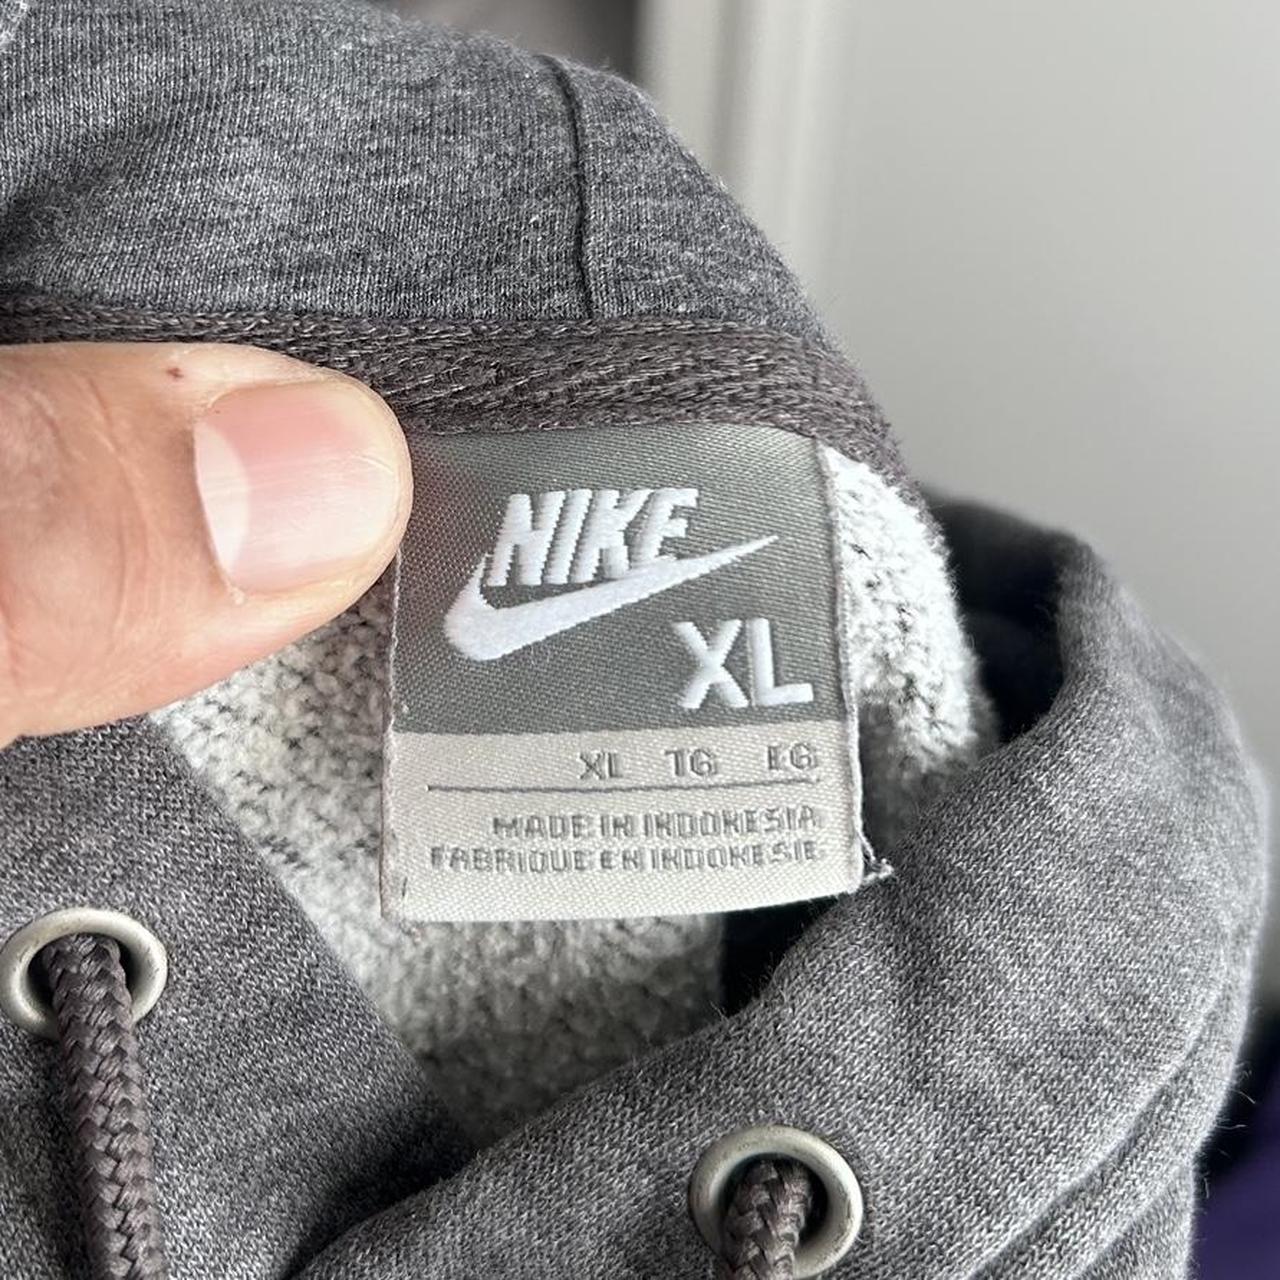 NIKE
XL
XL TG EG
MADE IN INDONESIA
FABRIQUE EN INDONESIE